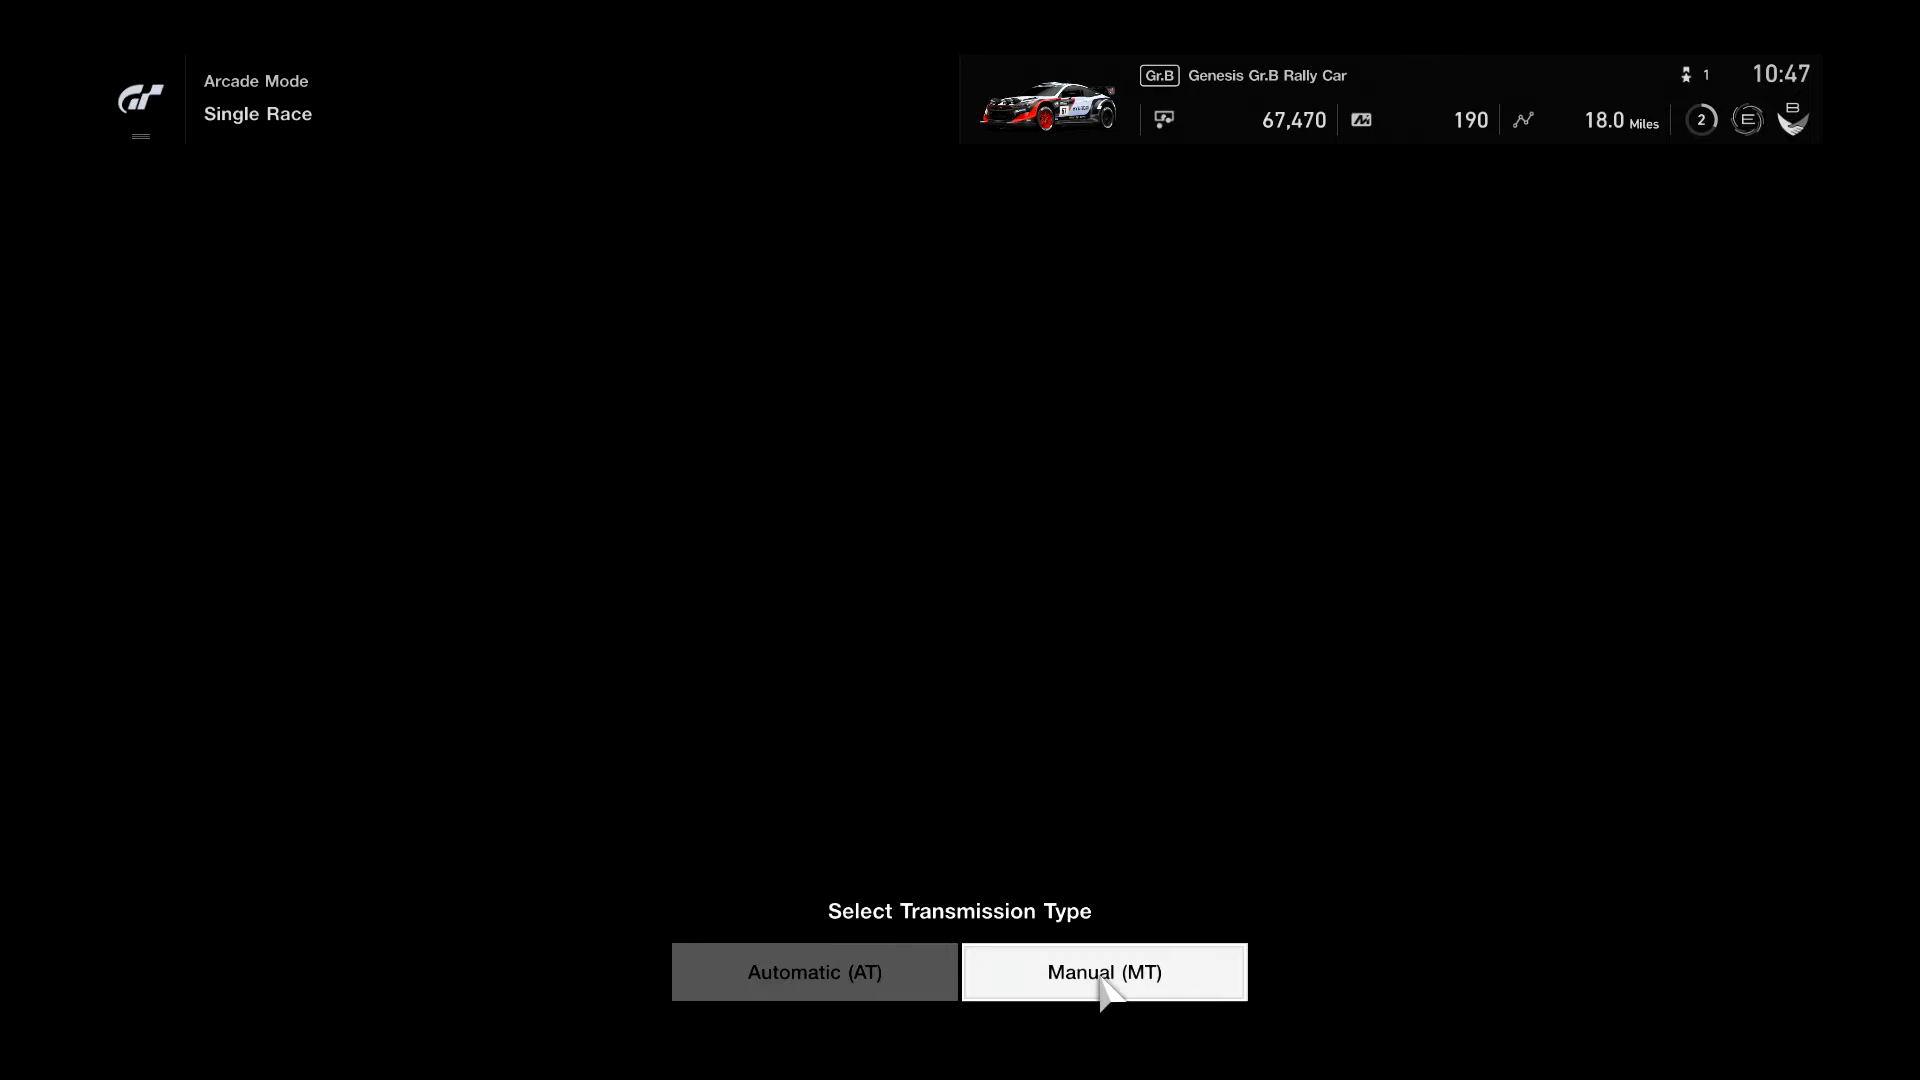 Arcade Mode
Single Race
Gr.B Genesis Gr.B Rally Car
1
10:47
67,470
190
18.0 Miles
2
E
B
Select Transmission Type
Automatic (AT)
Manual (MT)